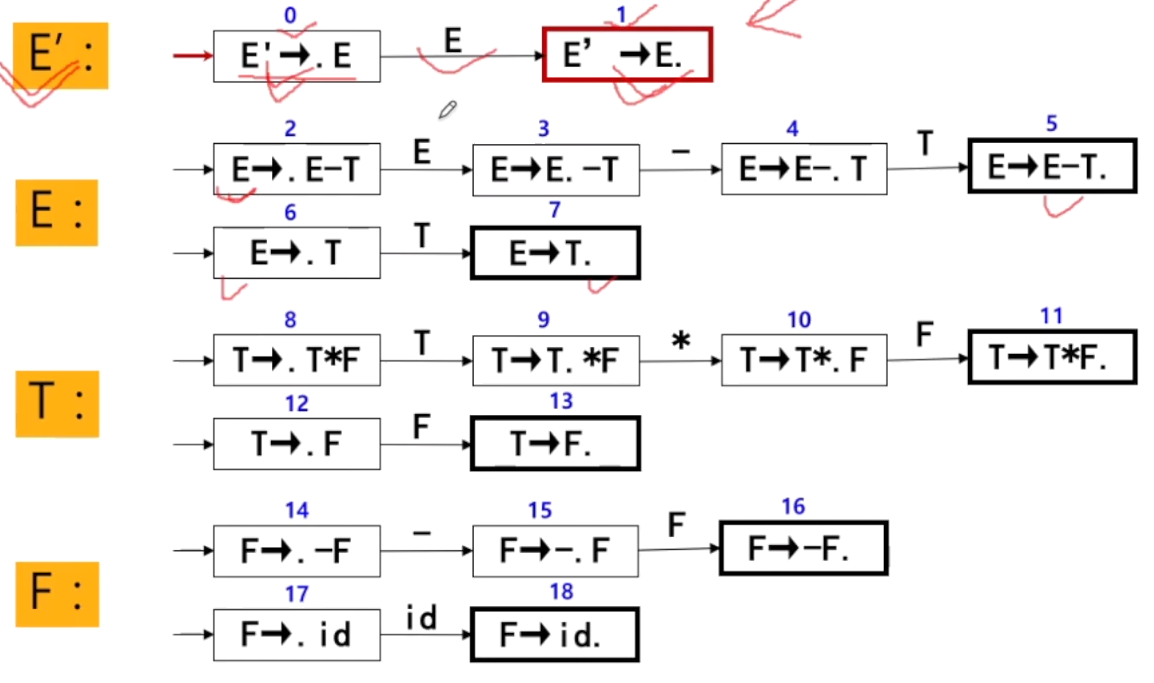 0 1
E′ : E'→. E E E’ →E.
2 3 4 5
E : E→. E−T E E→E. −T − E→E−. T T E→E−T.
6 7
E→. T T E→T.
8 9 10 11
T : T→. T*F T T→T. *F * T→T*. F F T→T*F.
12 13
T→. F F T→F.
14 15 16
F : F→. −F − F→−. F F F→−F.
17 18
F→. id id F→id.